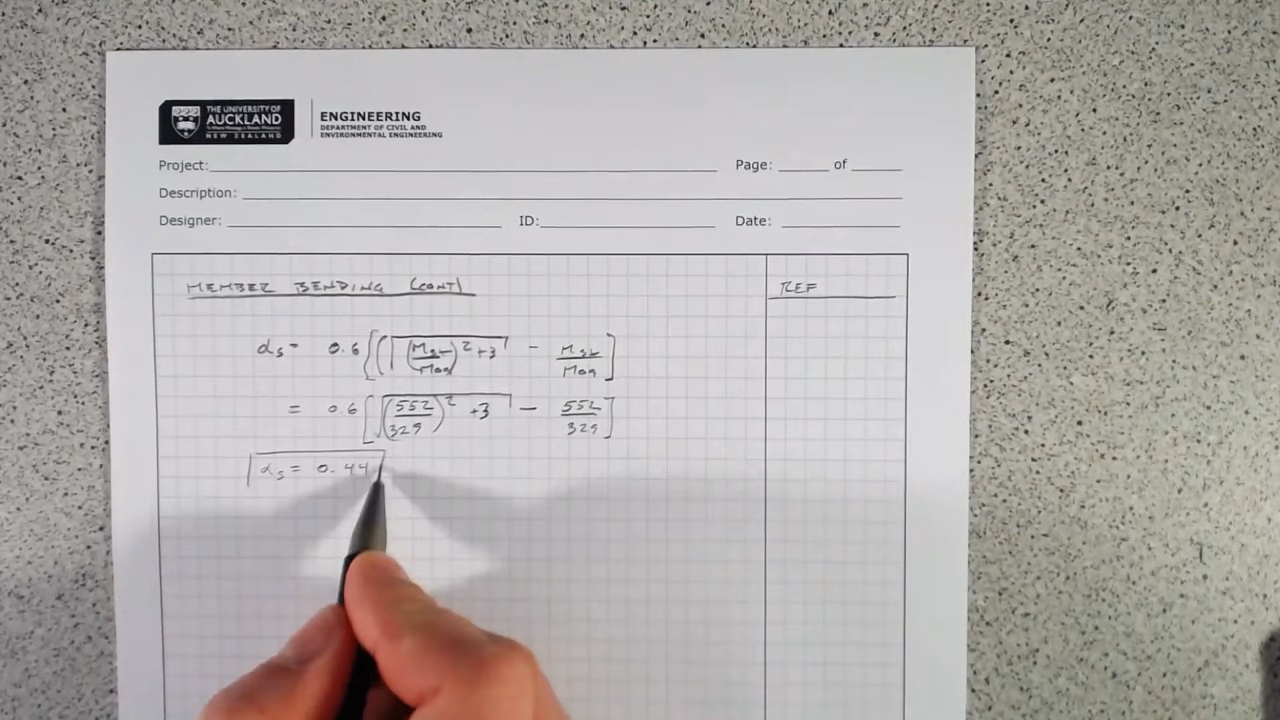 THE UNIVERSITY OF
AUCKLAND
NEW ZEALAND
ENGINEERING
DEPARTMENT OF CIVIL AND
ENVIRONMENTAL ENGINEERING
Project: Page: of
Description:
Designer: ID: Date:
MEMBER BENDING (CONT) REF
αs = 0.6[(√(Msx/Moa)² + 3 − Msx/Moa]
= 0.6[√(552/329)² + 3 − 552/329]
αs = 0.44